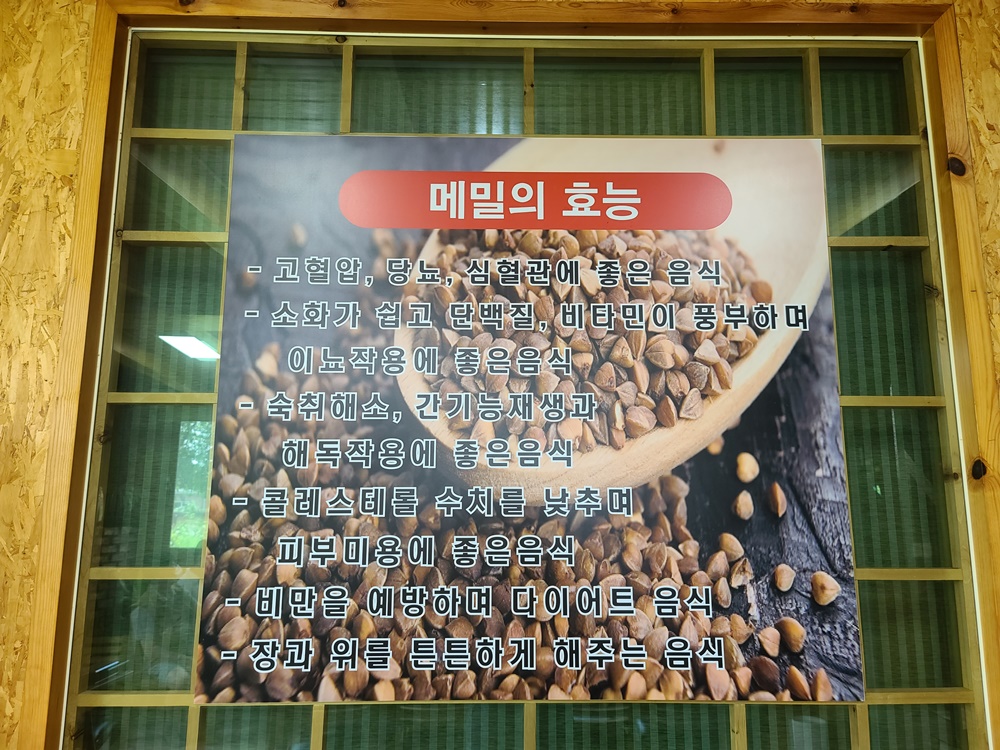 메밀의 효능
- 고혈압, 당뇨, 심혈관에 좋은 음식
- 소화가 쉽고 단백질, 비타민이 풍부하며
이뇨작용에 좋은음식
- 숙취해소, 간기능재생과
해독작용에 좋은음식
- 콜레스테롤 수치를 낮추며
피부미용에 좋은음식
- 비만을 예방하며 다이어트 음식
- 장과 위를 튼튼하게 해주는 음식